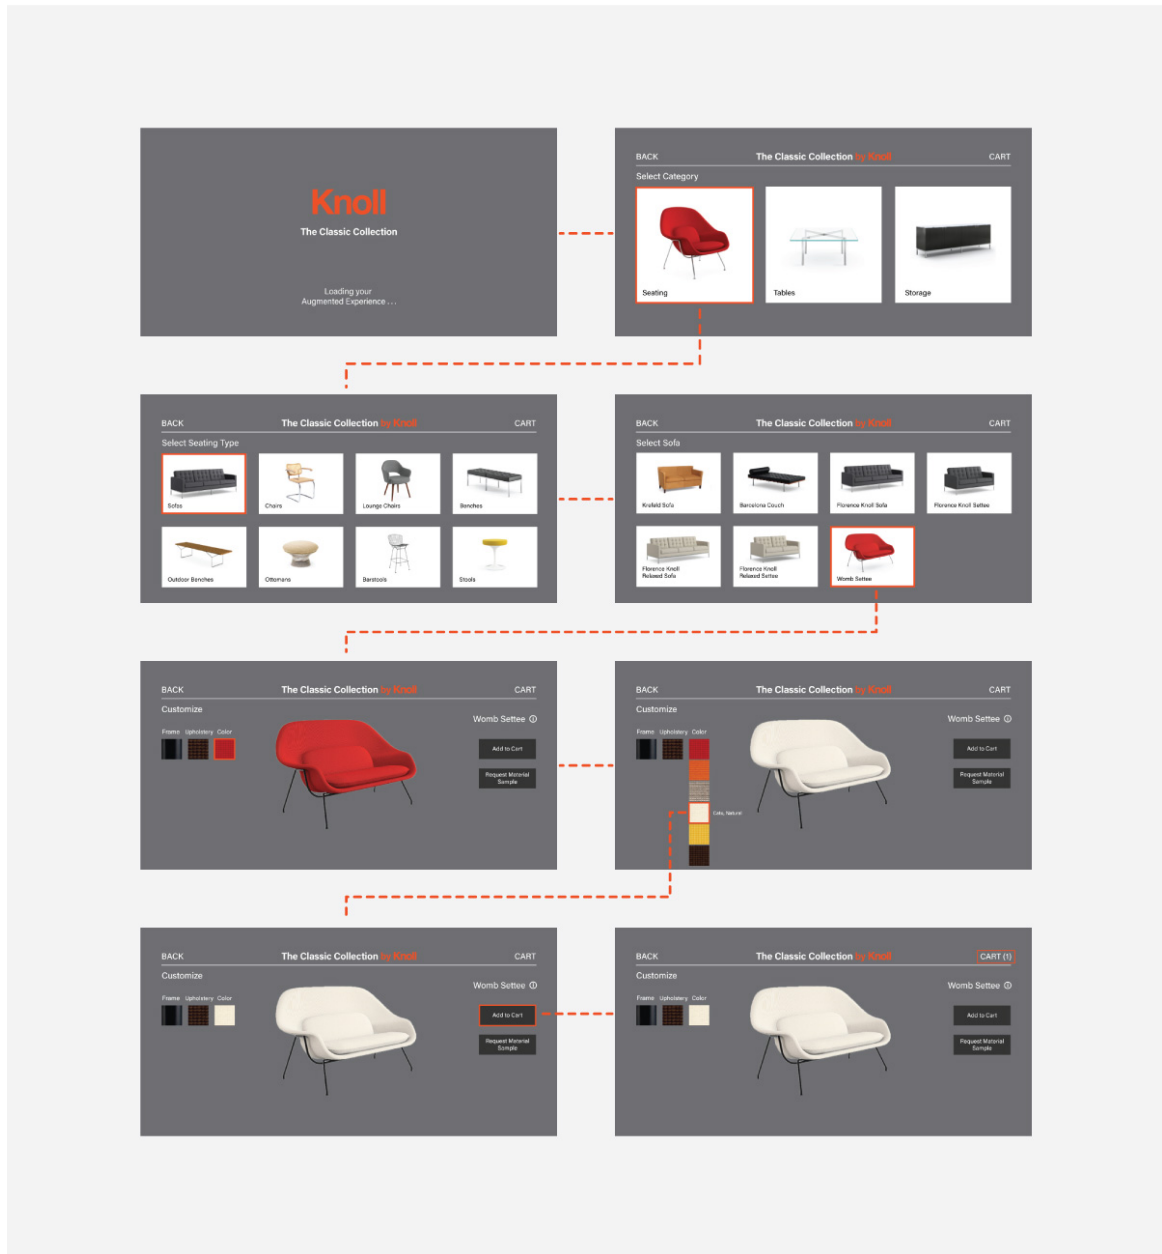 Knoll
The Classic Collection
Loading your
Augmented Experience . . .
BACK The Classic Collection by Knoll CART
Select Category
Seating Tables Storage
BACK The Classic Collection by Knoll CART
Select Seating Type
Sofas Chairs Lounge Chairs Benches
Outdoor Benches Ottomans Barstools Stools
BACK The Classic Collection by Knoll CART
Select Sofa
Krefeld Sofa Barcelona Couch Florence Knoll Sofa Florence Knoll Settee
Florence Knoll Florence Knoll
Relaxed Sofa Relaxed Settee Womb Settee
BACK The Classic Collection by Knoll CART
Customize
Womb Settee
Frame Upholstery Color
Add to Cart
Request Material
Sample
BACK The Classic Collection by Knoll CART
Customize
Womb Settee
Frame Upholstery Color
Add to Cart
Request Material
Sample
Cato, Natural
BACK The Classic Collection by Knoll CART
Customize
Womb Settee
Frame Upholstery Color
Add to Cart
Request Material
Sample
BACK The Classic Collection by Knoll CART (1)
Customize
Womb Settee
Frame Upholstery Color
Add to Cart
Request Material
Sample